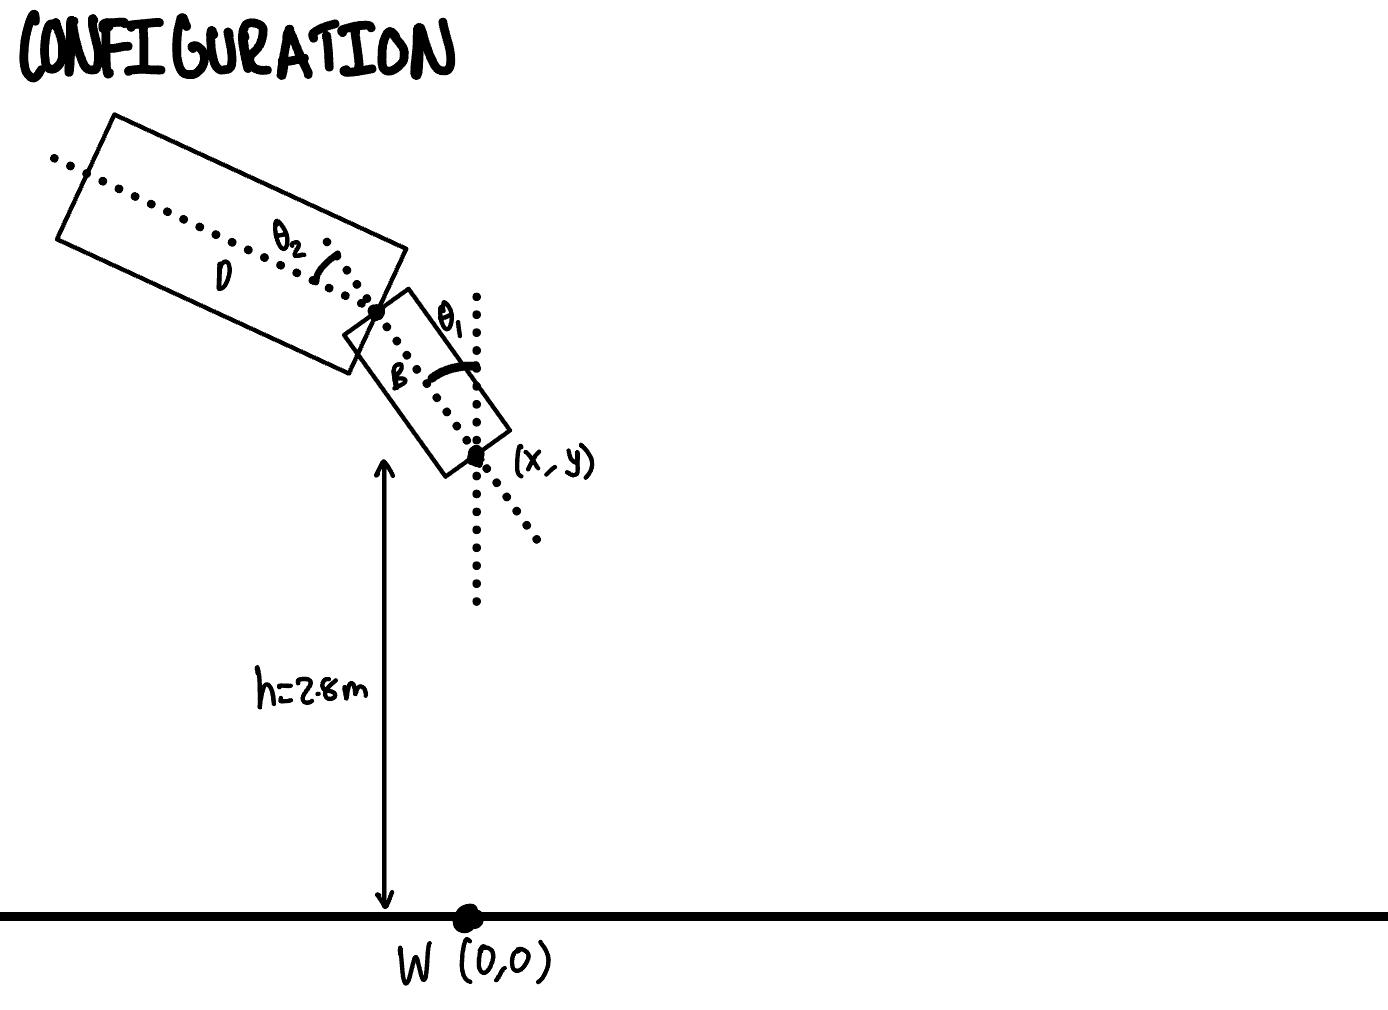 CONFIGURATION
θ₂
D
θ₁
B
(x, y)
h=2.8m
W (0,0)